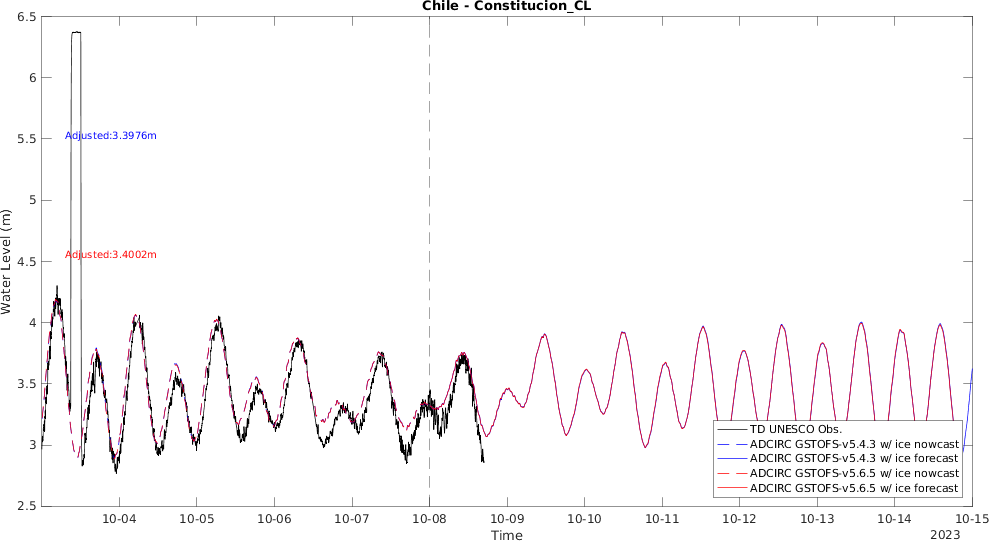 Chile - Constitucion_CL
6.5
6
5.5
5
4.5
4
3.5
3
2.5
Water Level (m)
Adjusted:3.3976m
Adjusted:3.4002m
TD UNESCO Obs.
ADCIRC GSTOFS-v5.4.3 w/ ice nowcast
ADCIRC GSTOFS-v5.4.3 w/ ice forecast
ADCIRC GSTOFS-v5.6.5 w/ ice nowcast
ADCIRC GSTOFS-v5.6.5 w/ ice forecast
10-04 10-05 10-06 10-07 10-08 10-09 10-10 10-11 10-12 10-13 10-14 10-15
Time
2023